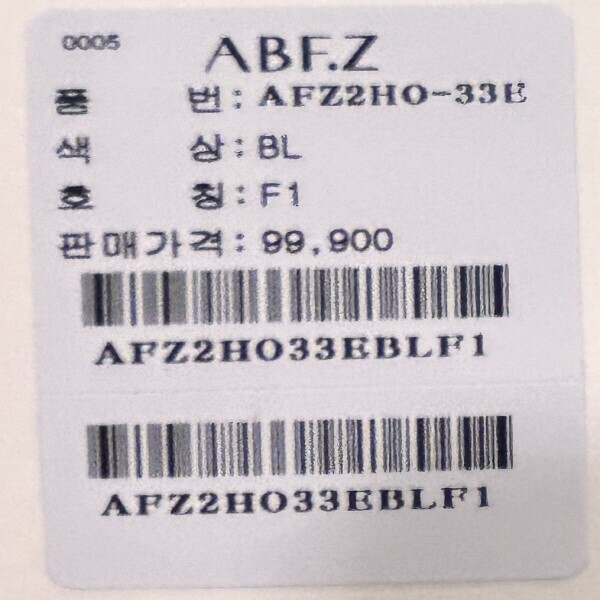 0005
ABF.Z
품 번 : AFZ2HO-33E
색 상 : BL
호 칭 : F1
판매가격 : 99,900
AFZ2HO33EBLF1
AFZ2HO33EBLF1